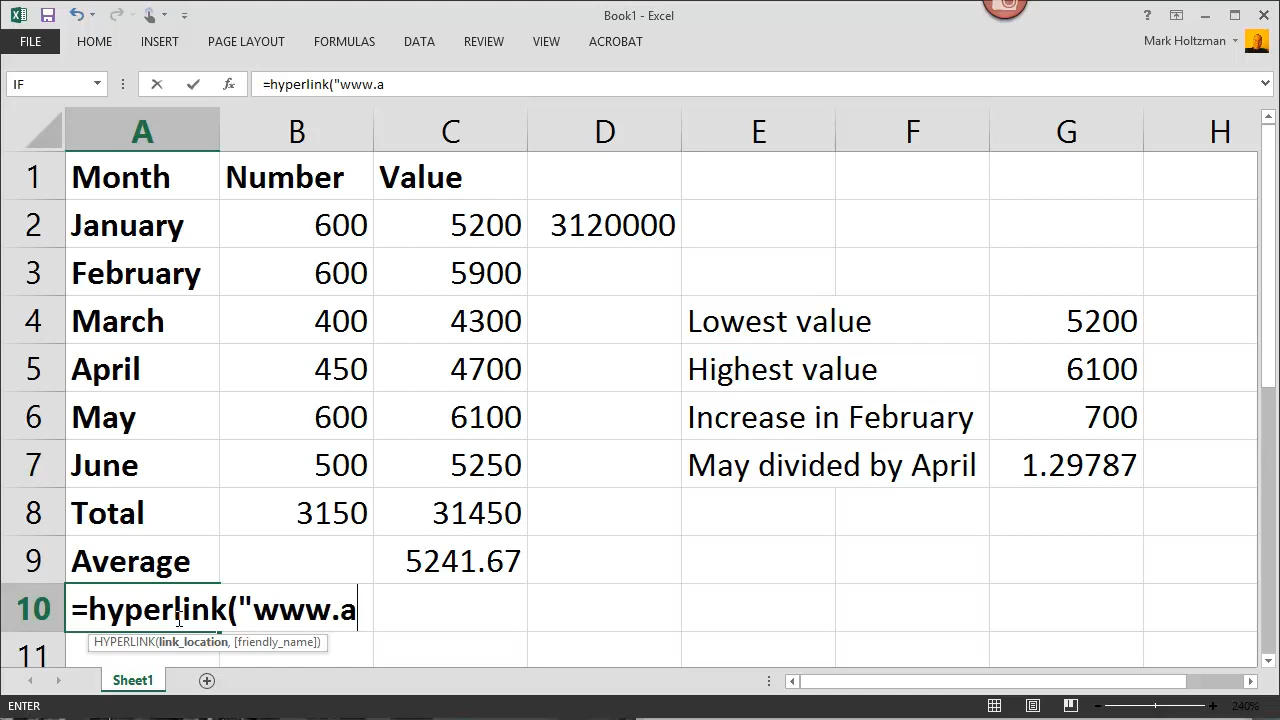 Book1 - Excel
?
FILE HOME INSERT PAGE LAYOUT FORMULAS DATA REVIEW VIEW ACROBAT Mark Holtzman
IF fx =hyperlink("www.a
A B C D E F G H
1 Month Number Value
2 January 600 5200 3120000
3 February 600 5900
4 March 400 4300 Lowest value 5200
5 April 450 4700 Highest value 6100
6 May 600 6100 Increase in February 700
7 June 500 5250 May divided by April 1.29787
8 Total 3150 31450
9 Average 5241.67
10 =hyperlink("www.a
HYPERLINK(link_location, [friendly_name])
11
Sheet1
ENTER 240%